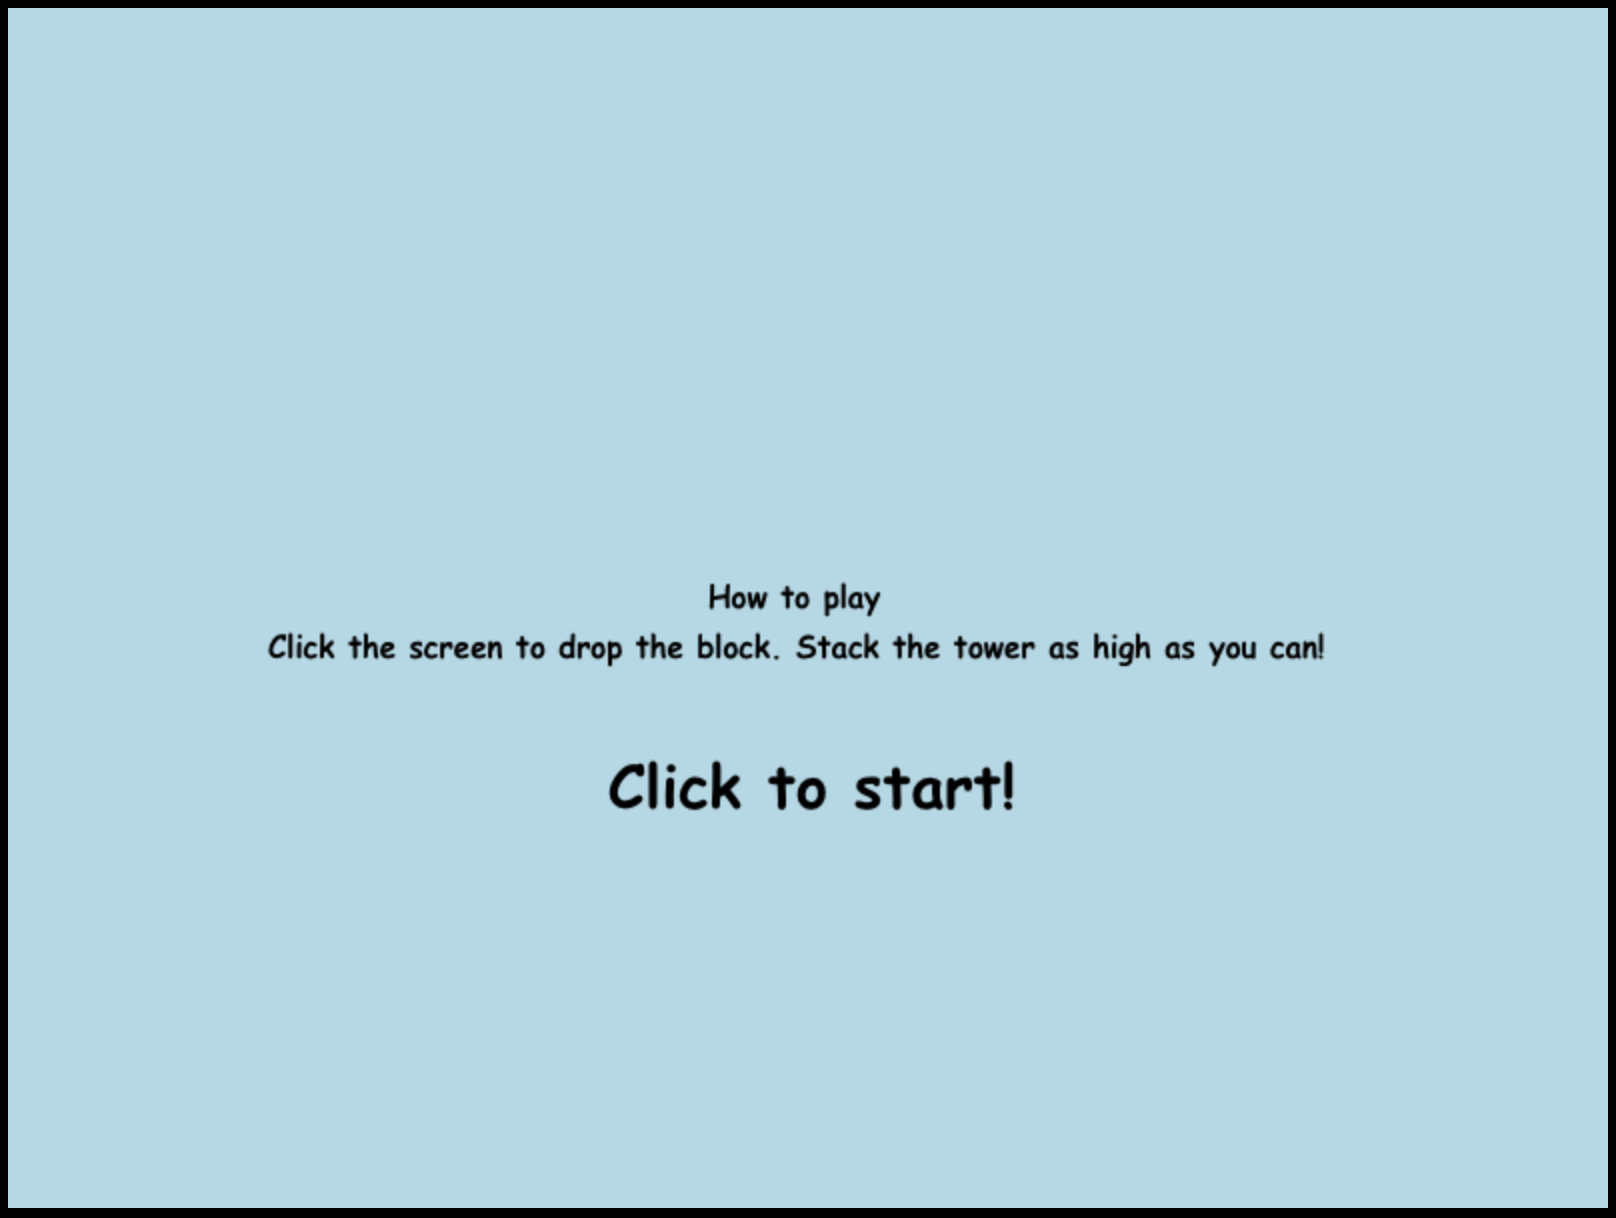 How to play
Click the screen to drop the block. Stack the tower as high as you can!
Click to start!